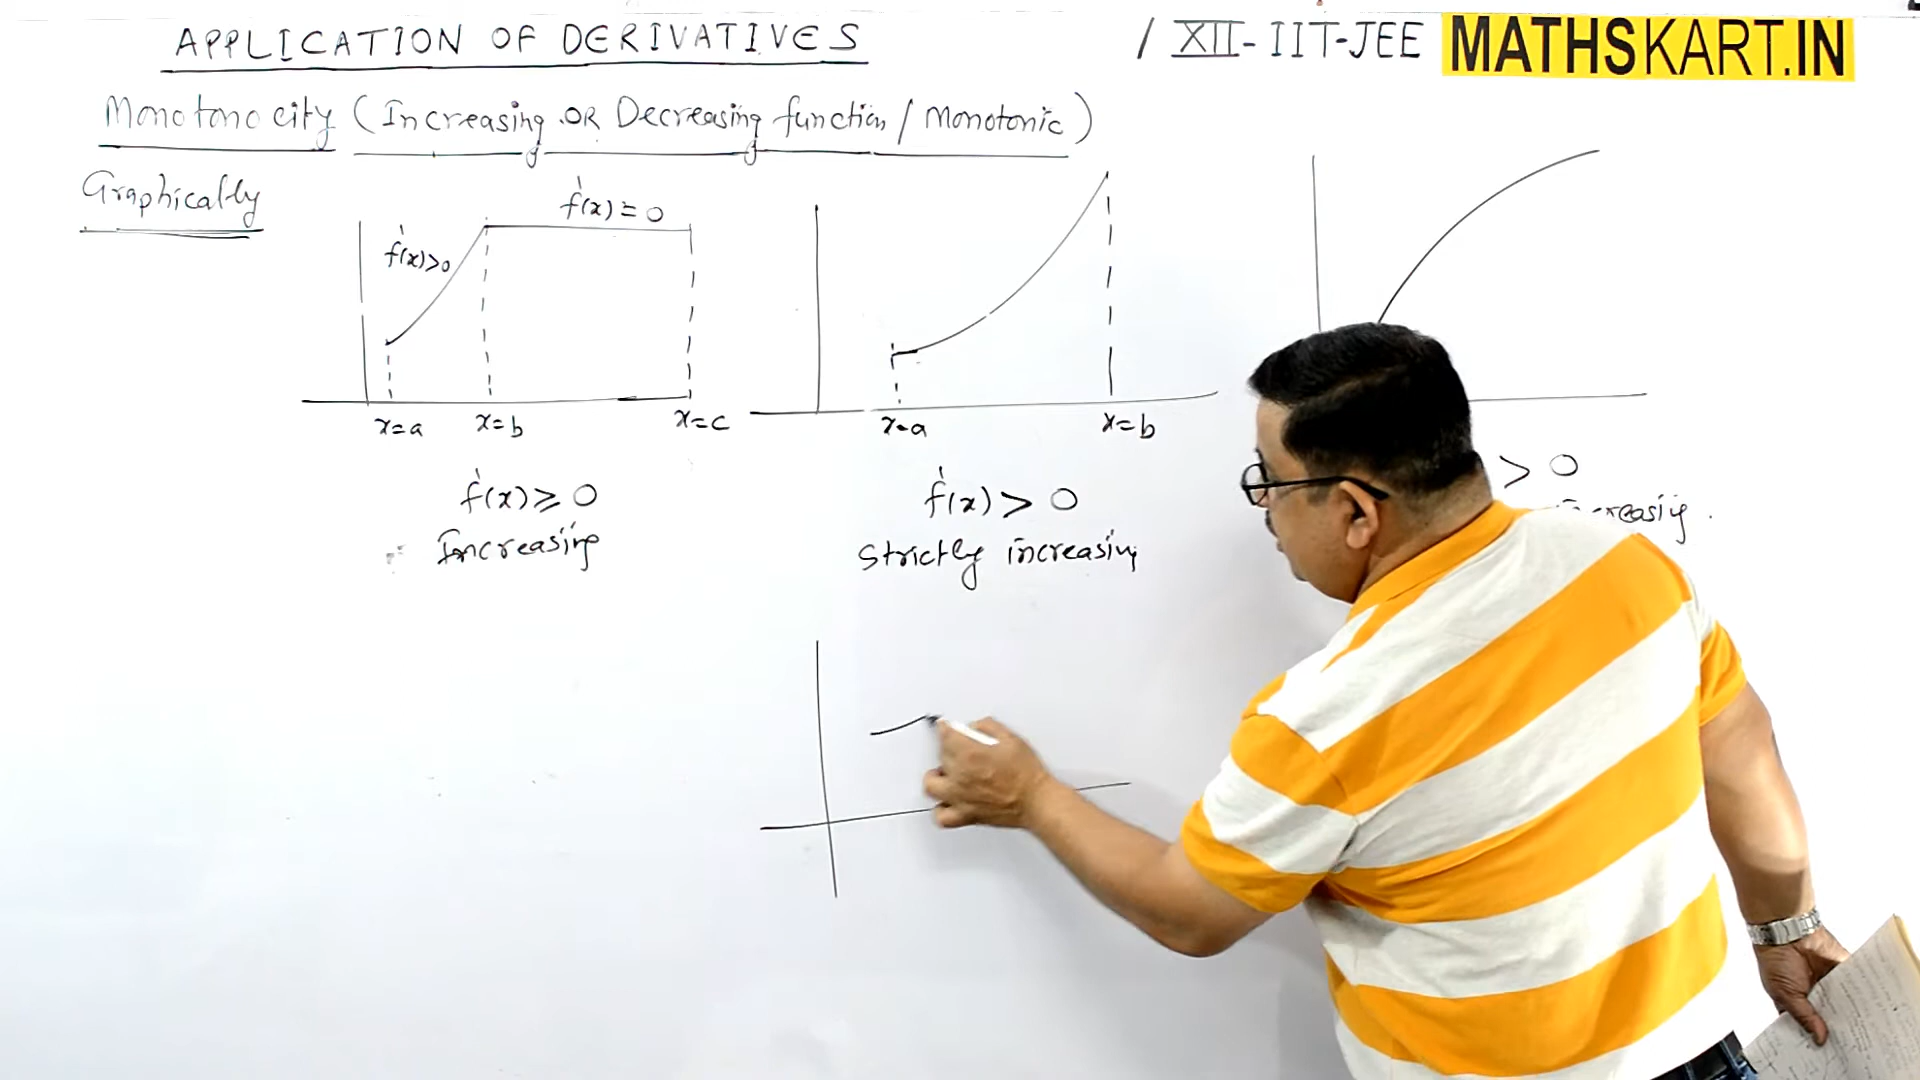 APPLICATION OF DERIVATIVES
/ XII - IIT-JEE MATHSKART.IN
Monotonocity (Increasing OR Decreasing function / Monotonic)
Graphically
f'(x) = 0
f'(x)>0
x=a x=b x=c
x=a x=b
f'(x) ≥ 0
Increasing
f'(x) > 0
Strictly increasing
> 0
creasing.